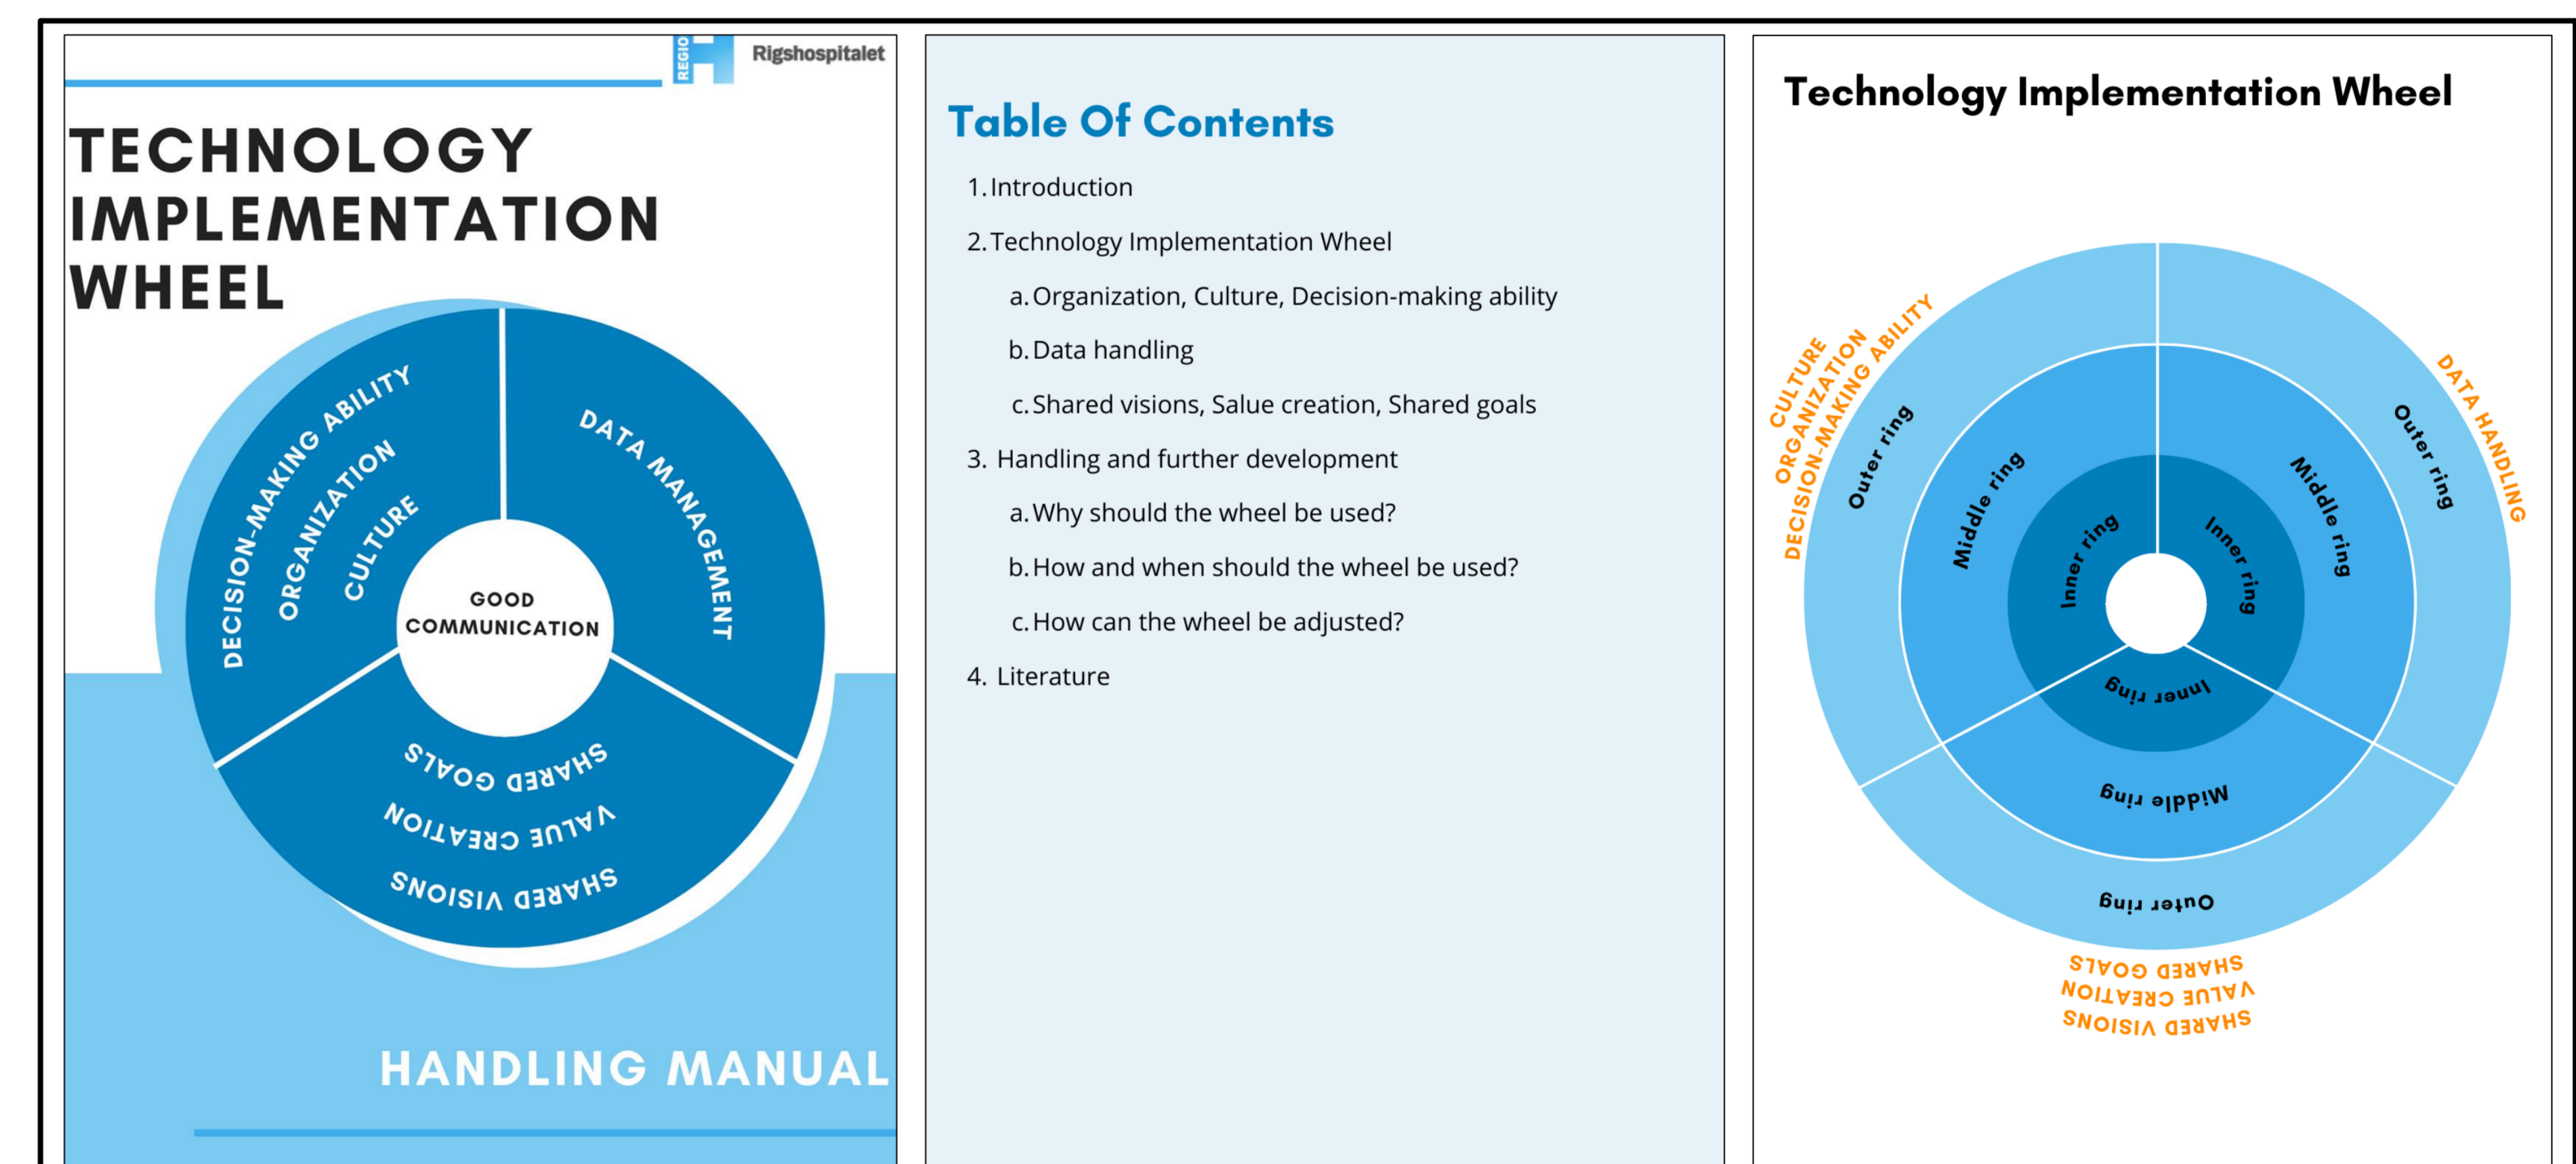 REGIO
Rigshospitalet
TECHNOLOGY
IMPLEMENTATION
WHEEL
DECISION-MAKING ABILITY
ORGANIZATION
CULTURE
DATA MANAGEMENT
GOOD
COMMUNICATION
SHARED GOALS
VALUE CREATION
SHARED VISIONS
HANDLING MANUAL
Table Of Contents
1. Introduction
2. Technology Implementation Wheel
a. Organization, Culture, Decision-making ability
b. Data handling
c. Shared visions, Salue creation, Shared goals
3. Handling and further development
a. Why should the wheel be used?
b. How and when should the wheel be used?
c. How can the wheel be adjusted?
4. Literature
Technology Implementation Wheel
CULTURE
ORGANIZATION
DECISION-MAKING ABILITY
Outer ring
Middle ring
Inner ring
DATA HANDLING
Outer ring
Middle ring
Inner ring
Inner ring
Middle ring
Outer ring
SHARED GOALS
VALUE CREATION
SHARED VISIONS